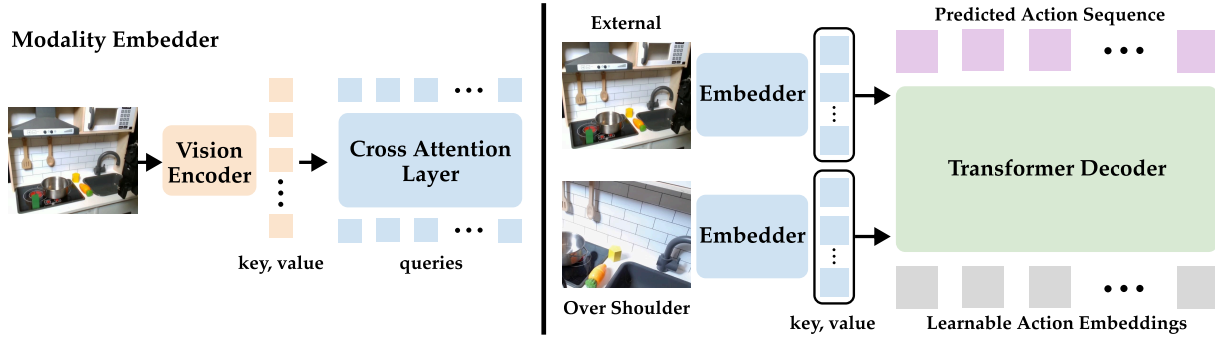 Modality Embedder
Vision
Encoder
key, value
Cross Attention
Layer
queries
External
Embedder
Over Shoulder
Embedder
key, value
Predicted Action Sequence
Transformer Decoder
Learnable Action Embeddings